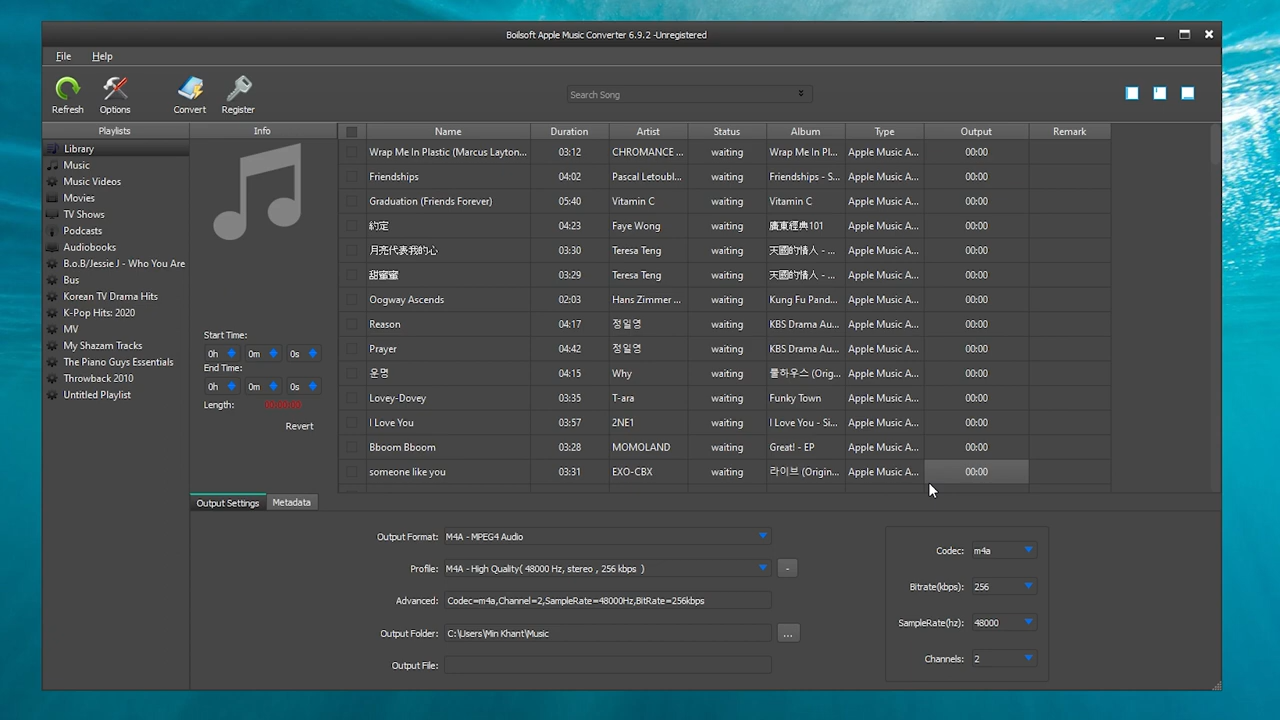 Boilsoft Apple Music Converter 6.9.2 -Unregistered
File Help
Refresh Options Convert Register
Search Song
Playlists
Library
Music
Music Videos
Movies
TV Shows
Podcasts
Audiobooks
B.o.B/Jessie J - Who You Are
Bus
Korean TV Drama Hits
K-Pop Hits: 2020
MV
My Shazam Tracks
The Piano Guys Essentials
Throwback 2010
Untitled Playlist
Info
Start Time:
0h 0m 0s
End Time:
0h 0m 0s
Length: 00:00:00
Revert
Name Duration Artist Status Album Type Output Remark
Wrap Me In Plastic (Marcus Layton... 03:12 CHROMANCE ... waiting Wrap Me In Pl... Apple Music A... 00:00
Friendships 04:02 Pascal Letoubl... waiting Friendships - S... Apple Music A... 00:00
Graduation (Friends Forever) 05:40 Vitamin C waiting Vitamin C Apple Music A... 00:00
約定 04:23 Faye Wong waiting 廣東經典101 Apple Music A... 00:00
月亮代表我的心 03:30 Teresa Teng waiting 天國的情人 - ... Apple Music A... 00:00
甜蜜蜜 03:29 Teresa Teng waiting 天國的情人 - ... Apple Music A... 00:00
Oogway Ascends 02:03 Hans Zimmer ... waiting Kung Fu Pand... Apple Music A... 00:00
Reason 04:17 정일영 waiting KBS Drama Au... Apple Music A... 00:00
Prayer 04:42 정일영 waiting KBS Drama Au... Apple Music A... 00:00
운명 04:15 Why waiting 풀하우스 (Orig... Apple Music A... 00:00
Lovey-Dovey 03:35 T-ara waiting Funky Town Apple Music A... 00:00
I Love You 03:57 2NE1 waiting I Love You - Si... Apple Music A... 00:00
Bboom Bboom 03:28 MOMOLAND waiting Great! - EP Apple Music A... 00:00
someone like you 03:31 EXO-CBX waiting 라이브 (Origin... Apple Music A... 00:00
Output Settings Metadata
Output Format: M4A - MPEG4 Audio
Profile: M4A - High Quality( 48000 Hz, stereo , 256 kbps ) -
Advanced: Codec=m4a,Channel=2,SampleRate=48000Hz,BitRate=256kbps
Output Folder: C:\Users\Min Khant\Music ...
Output File:
Codec: m4a
Bitrate(kbps): 256
SampleRate(hz): 48000
Channels: 2